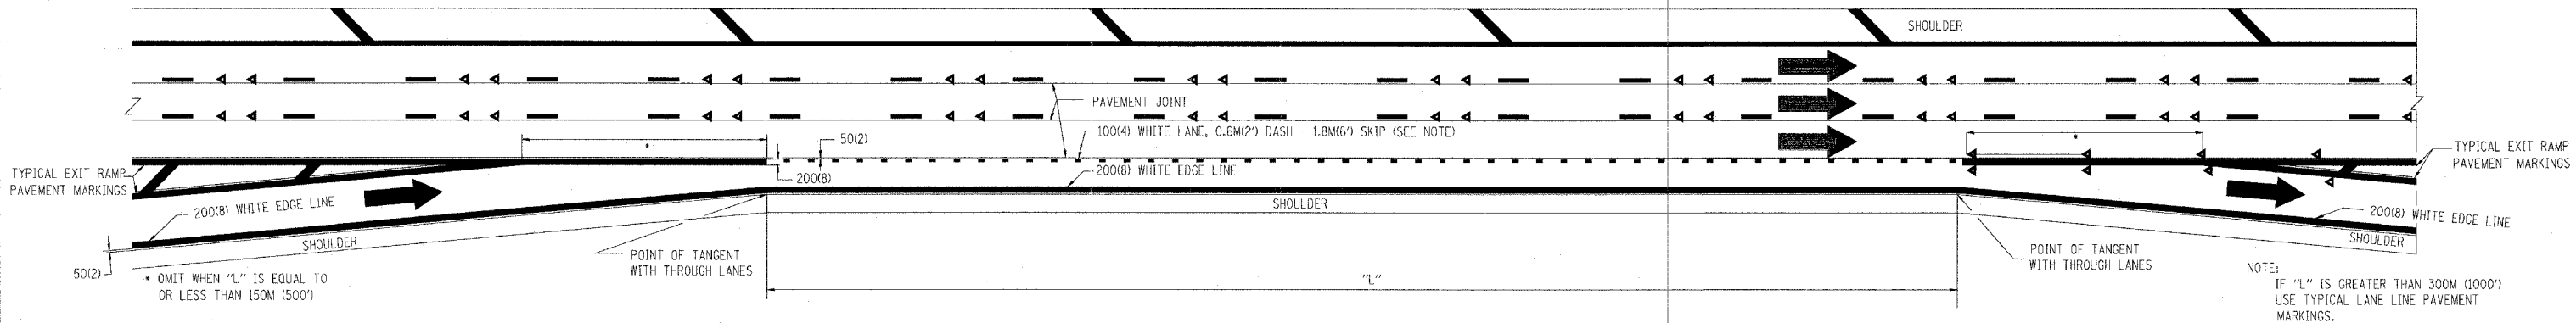 SHOULDER
PAVEMENT JOINT
100(4) WHITE LANE, 0.6M(2') DASH - 1.8M(6') SKIP (SEE NOTE)
50(2)
*
*
TYPICAL EXIT RAMP
PAVEMENT MARKINGS
TYPICAL EXIT RAMP
PAVEMENT MARKINGS
200(8)
200(8) WHITE EDGE LINE
200(8) WHITE EDGE LINE
SHOULDER
200(8) WHITE EDGE LINE
SHOULDER
SHOULDER
50(2)
POINT OF TANGENT
WITH THROUGH LANES
POINT OF TANGENT
WITH THROUGH LANES
* OMIT WHEN "L" IS EQUAL TO
OR LESS THAN 150M (500')
"L"
NOTE:
IF "L" IS GREATER THAN 300M (1000')
USE TYPICAL LANE LINE PAVEMENT
MARKINGS.